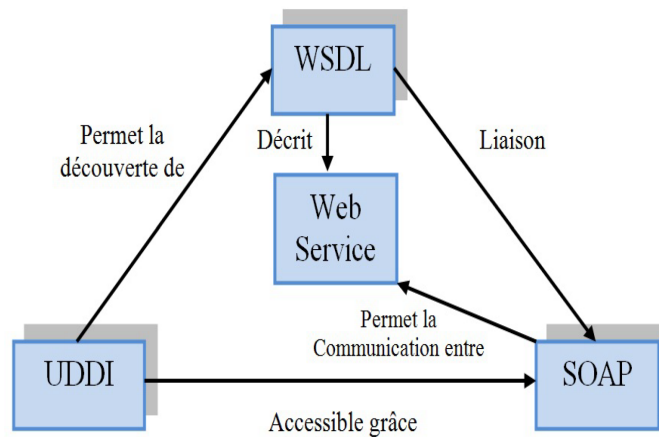 WSDL
Permet la
découverte de
Décrit
Liaison
Web
Service
Permet la
Communication entre
UDDI
SOAP
Accessible grâce